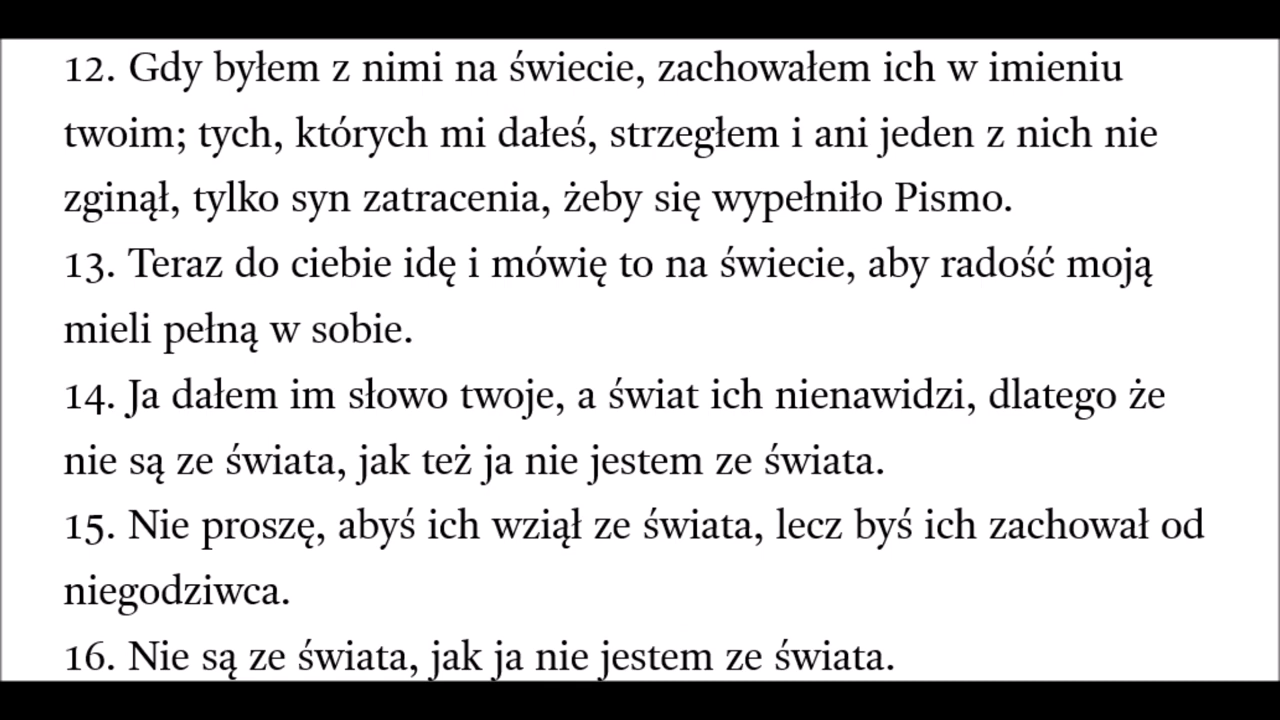 12. Gdy byłem z nimi na świecie, zachowałem ich w imieniu
twoim; tych, których mi dałeś, strzegłem i ani jeden z nich nie
zginął, tylko syn zatracenia, żeby się wypełniło Pismo.
13. Teraz do ciebie idę i mówię to na świecie, aby radość moją
mieli pełną w sobie.
14. Ja dałem im słowo twoje, a świat ich nienawidzi, dlatego że
nie są ze świata, jak też ja nie jestem ze świata.
15. Nie proszę, abyś ich wziął ze świata, lecz byś ich zachował od
niegodziwca.
16. Nie są ze świata, jak ja nie jestem ze świata.